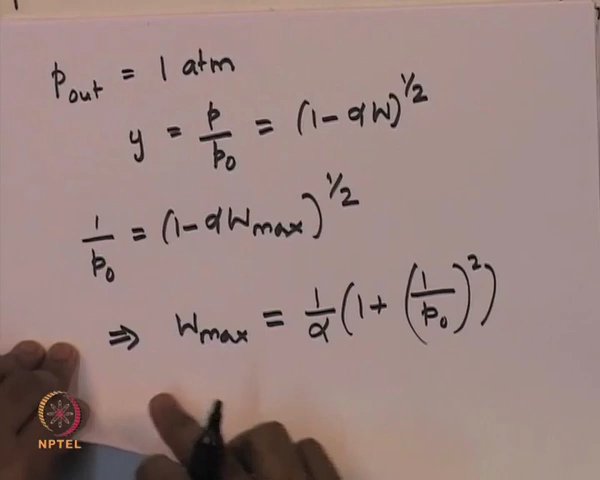 p_out = 1 atm
y = p/p₀ = (1 - αW)^1/2
1/p₀ = (1 - αW_max)^1/2
⇒ W_max = 1/α (1 + (1/p₀)²)
NPTEL